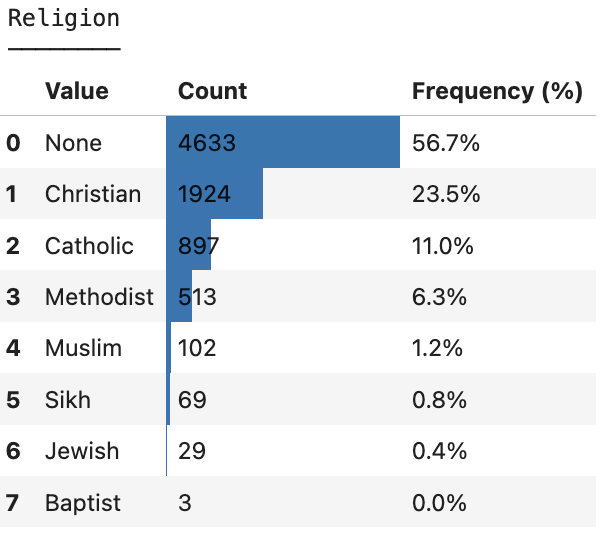 Religion
Value Count Frequency (%)
0 None 4633 56.7%
1 Christian 1924 23.5%
2 Catholic 897 11.0%
3 Methodist 513 6.3%
4 Muslim 102 1.2%
5 Sikh 69 0.8%
6 Jewish 29 0.4%
7 Baptist 3 0.0%